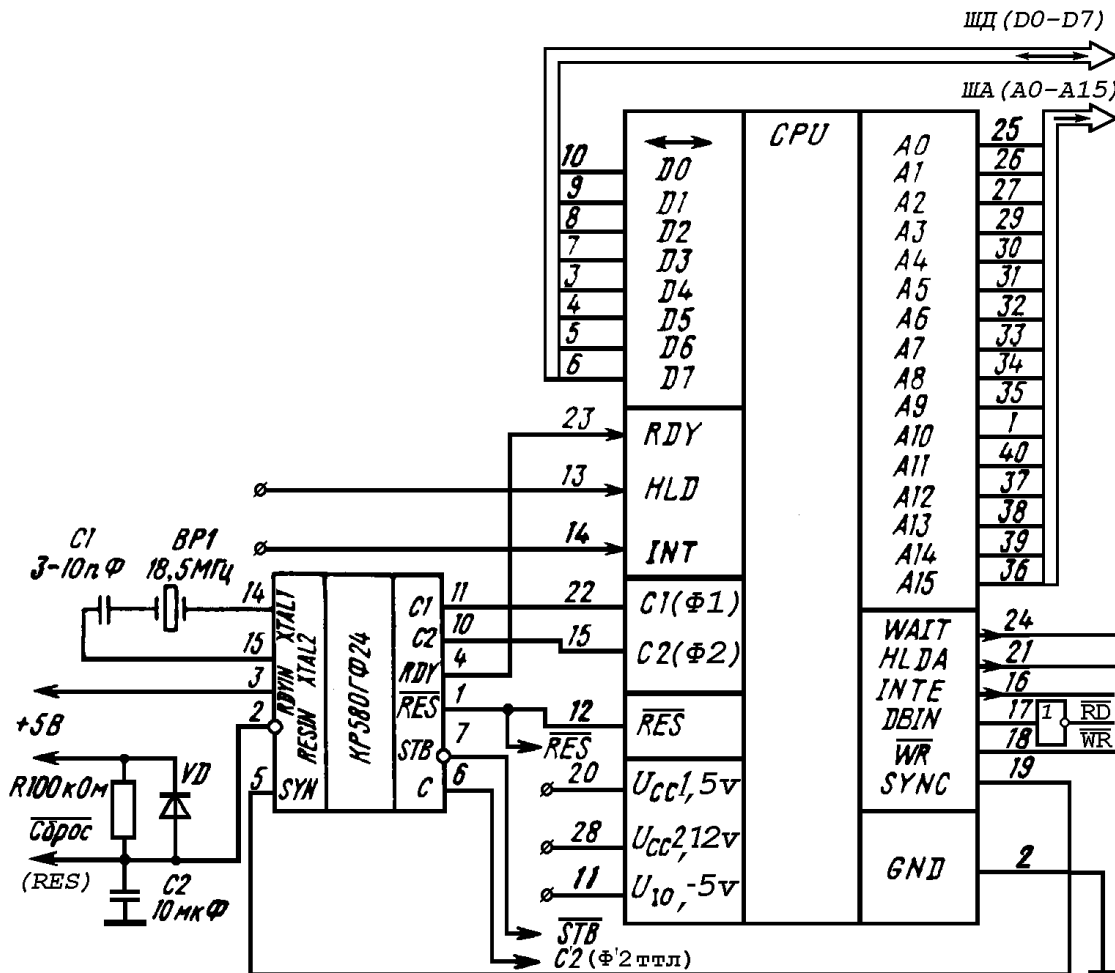 ШД(D0-D7)
ША(A0-A15)
CPU
10 D0
9 D1
8 D2
7 D3
3 D4
4 D5
5 D6
6 D7
23 RDY
13 HLD
14 INT
22 C1(Ф1)
15 C2(Ф2)
12 RES
20 UCC1,5v
28 UCC2,12v
11 UIO,-5v
A0 25
A1 26
A2 27
A3 29
A4 30
A5 31
A6 32
A7 33
A8 34
A9 35
A10 1
A11 40
A12 37
A13 38
A14 39
A15 36
WAIT 24
HLDA 21
INTE 16
DBIN 17 1 RD
WR 18 WR
SYNC 19
GND 2
C1
3-10пФ
BP1
18,5МГц
14 XTAL1
15 XTAL2
3 RDYIN
2 RESIN
5 SYN
КР580ГФ24
C1 11
C2 10
RDY 4
RES 1
STB 7
C 6
RES
+5В
R100кОм
VD
Сброс
(RES)
C2
10мкФ
STB
C'2(Ф'2ттл)